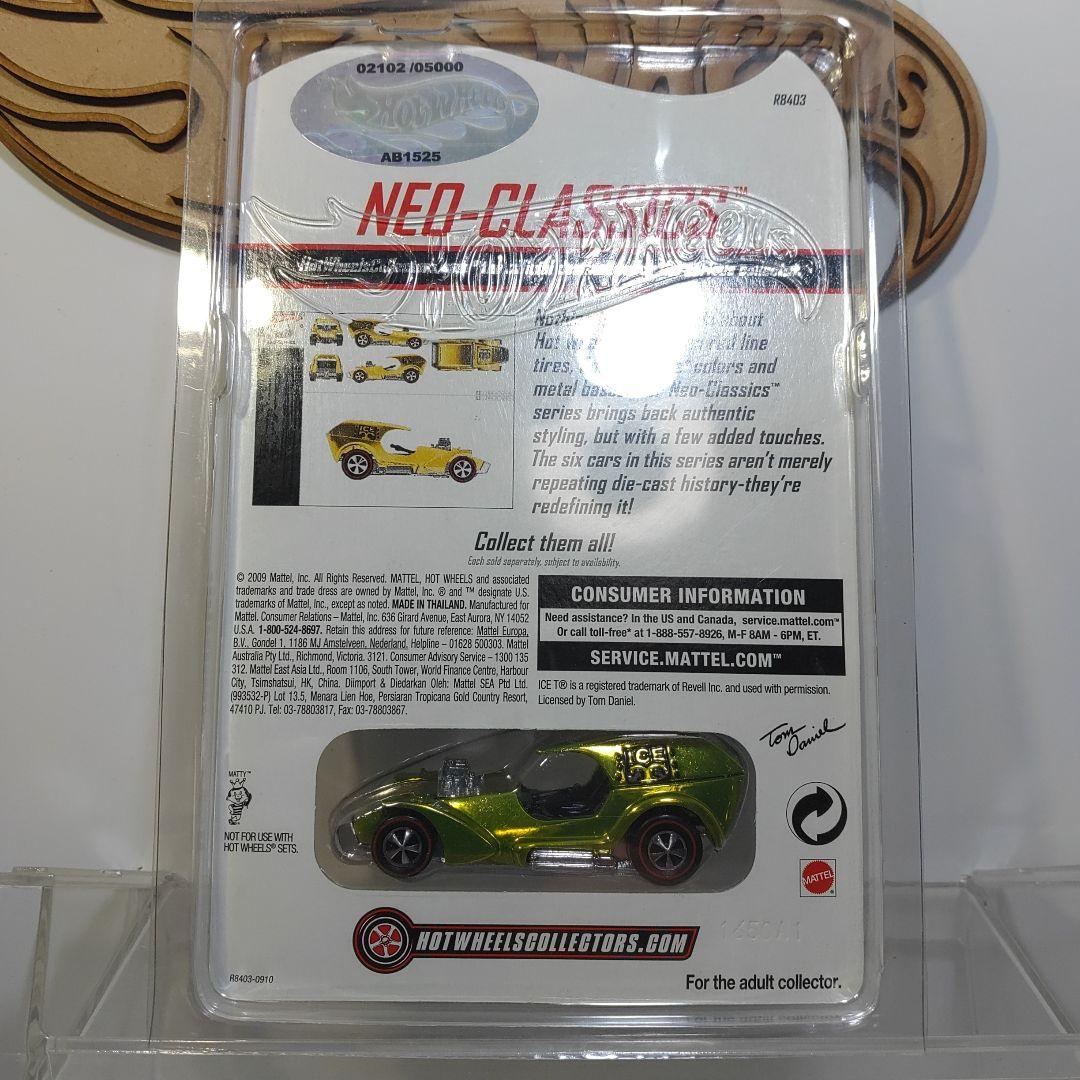 02102 /05000
HOT WHEELS
AB1525
R8403
NEO-CLASSICS™
Hot Wheels
about
Hot red line
tires, colors and
metal Neo-Classics™
series brings back authentic
styling, but with a few added touches.
The six cars in this series aren't merely
repeating die-cast history-they're
redefining it!
ICE
Collect them all!
Each sold separately, subject to availability.
© 2009 Mattel, Inc. All Rights Reserved. MATTEL, HOT WHEELS and associated
trademarks and trade dress are owned by Mattel, Inc. ® and ™ designate U.S.
trademarks of Mattel, Inc., except as noted. MADE IN THAILAND. Manufactured for
Mattel. Consumer Relations – Mattel, Inc. 636 Girard Avenue, East Aurora, NY 14052
U.S.A. 1-800-524-8697. Retain this address for future reference: Mattel Europa,
B.V., Gondel 1, 1186 MJ Amstelveen, Nederland, Helpline – 01628 500303. Mattel
Australia Pty Ltd., Richmond, Victoria. 3121. Consumer Advisory Service – 1300 135
312. Mattel East Asia Ltd., Room 1106, South Tower, World Finance Centre, Harbour
City, Tsimshatsui, HK, China. Diimport & Diedarkan Oleh: Mattel SEA Ptd Ltd.
(993532-P) Lot 13.5, Menara Lien Hoe, Persiaran Tropicana Gold Country Resort,
47410 PJ. Tel: 03-78803817, Fax: 03-78803867.
CONSUMER INFORMATION
Need assistance? In the US and Canada, service.mattel.com™
Or call toll-free* at 1-888-557-8926, M-F 8AM - 6PM, ET.
SERVICE.MATTEL.COM™
ICE T® is a registered trademark of Revell Inc. and used with permission.
Licensed by Tom Daniel.
Tom
Daniel
ICE
MATTY™
NOT FOR USE WITH
HOT WHEELS® SETS.
MATTEL
HOTWHEELSCOLLECTORS.COM
R8403-0910
For the adult collector.